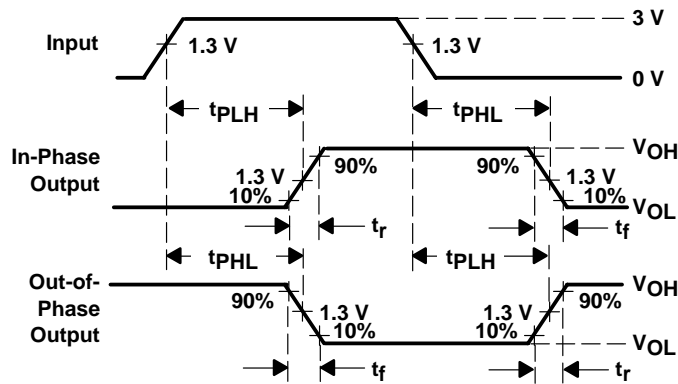 3 V
Input
1.3 V
1.3 V
0 V
tPLH
tPHL
In-Phase
Output
VOH
90%
90%
1.3 V
1.3 V
10%
10%
VOL
tr
tf
tPHL
tPLH
Out-of-
Phase
Output
VOH
90%
90%
1.3 V
1.3 V
10%
10%
VOL
tf
tr